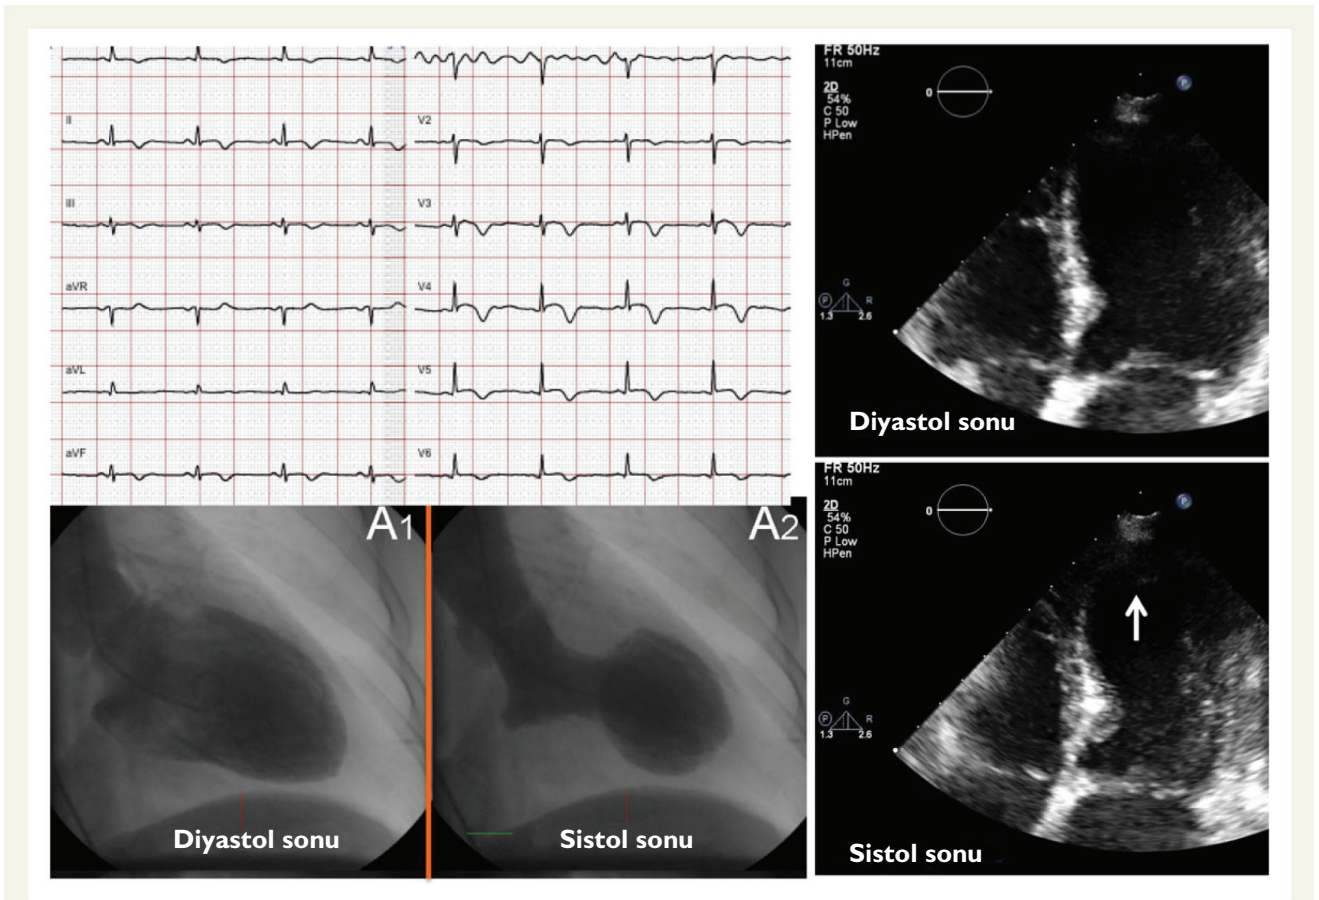 II
III
aVR
aVL
aVF
V2
V3
V4
V5
V6
A1
Diyastol sonu
A2
Sistol sonu
FR 50Hz
11cm
2D
54%
C 50
P Low
HPen
0
P
G
P R
1.3 2.6
Diyastol sonu
FR 50Hz
11cm
2D
54%
C 50
P Low
HPen
0
P
G
P R
1.3 2.6
Sistol sonu